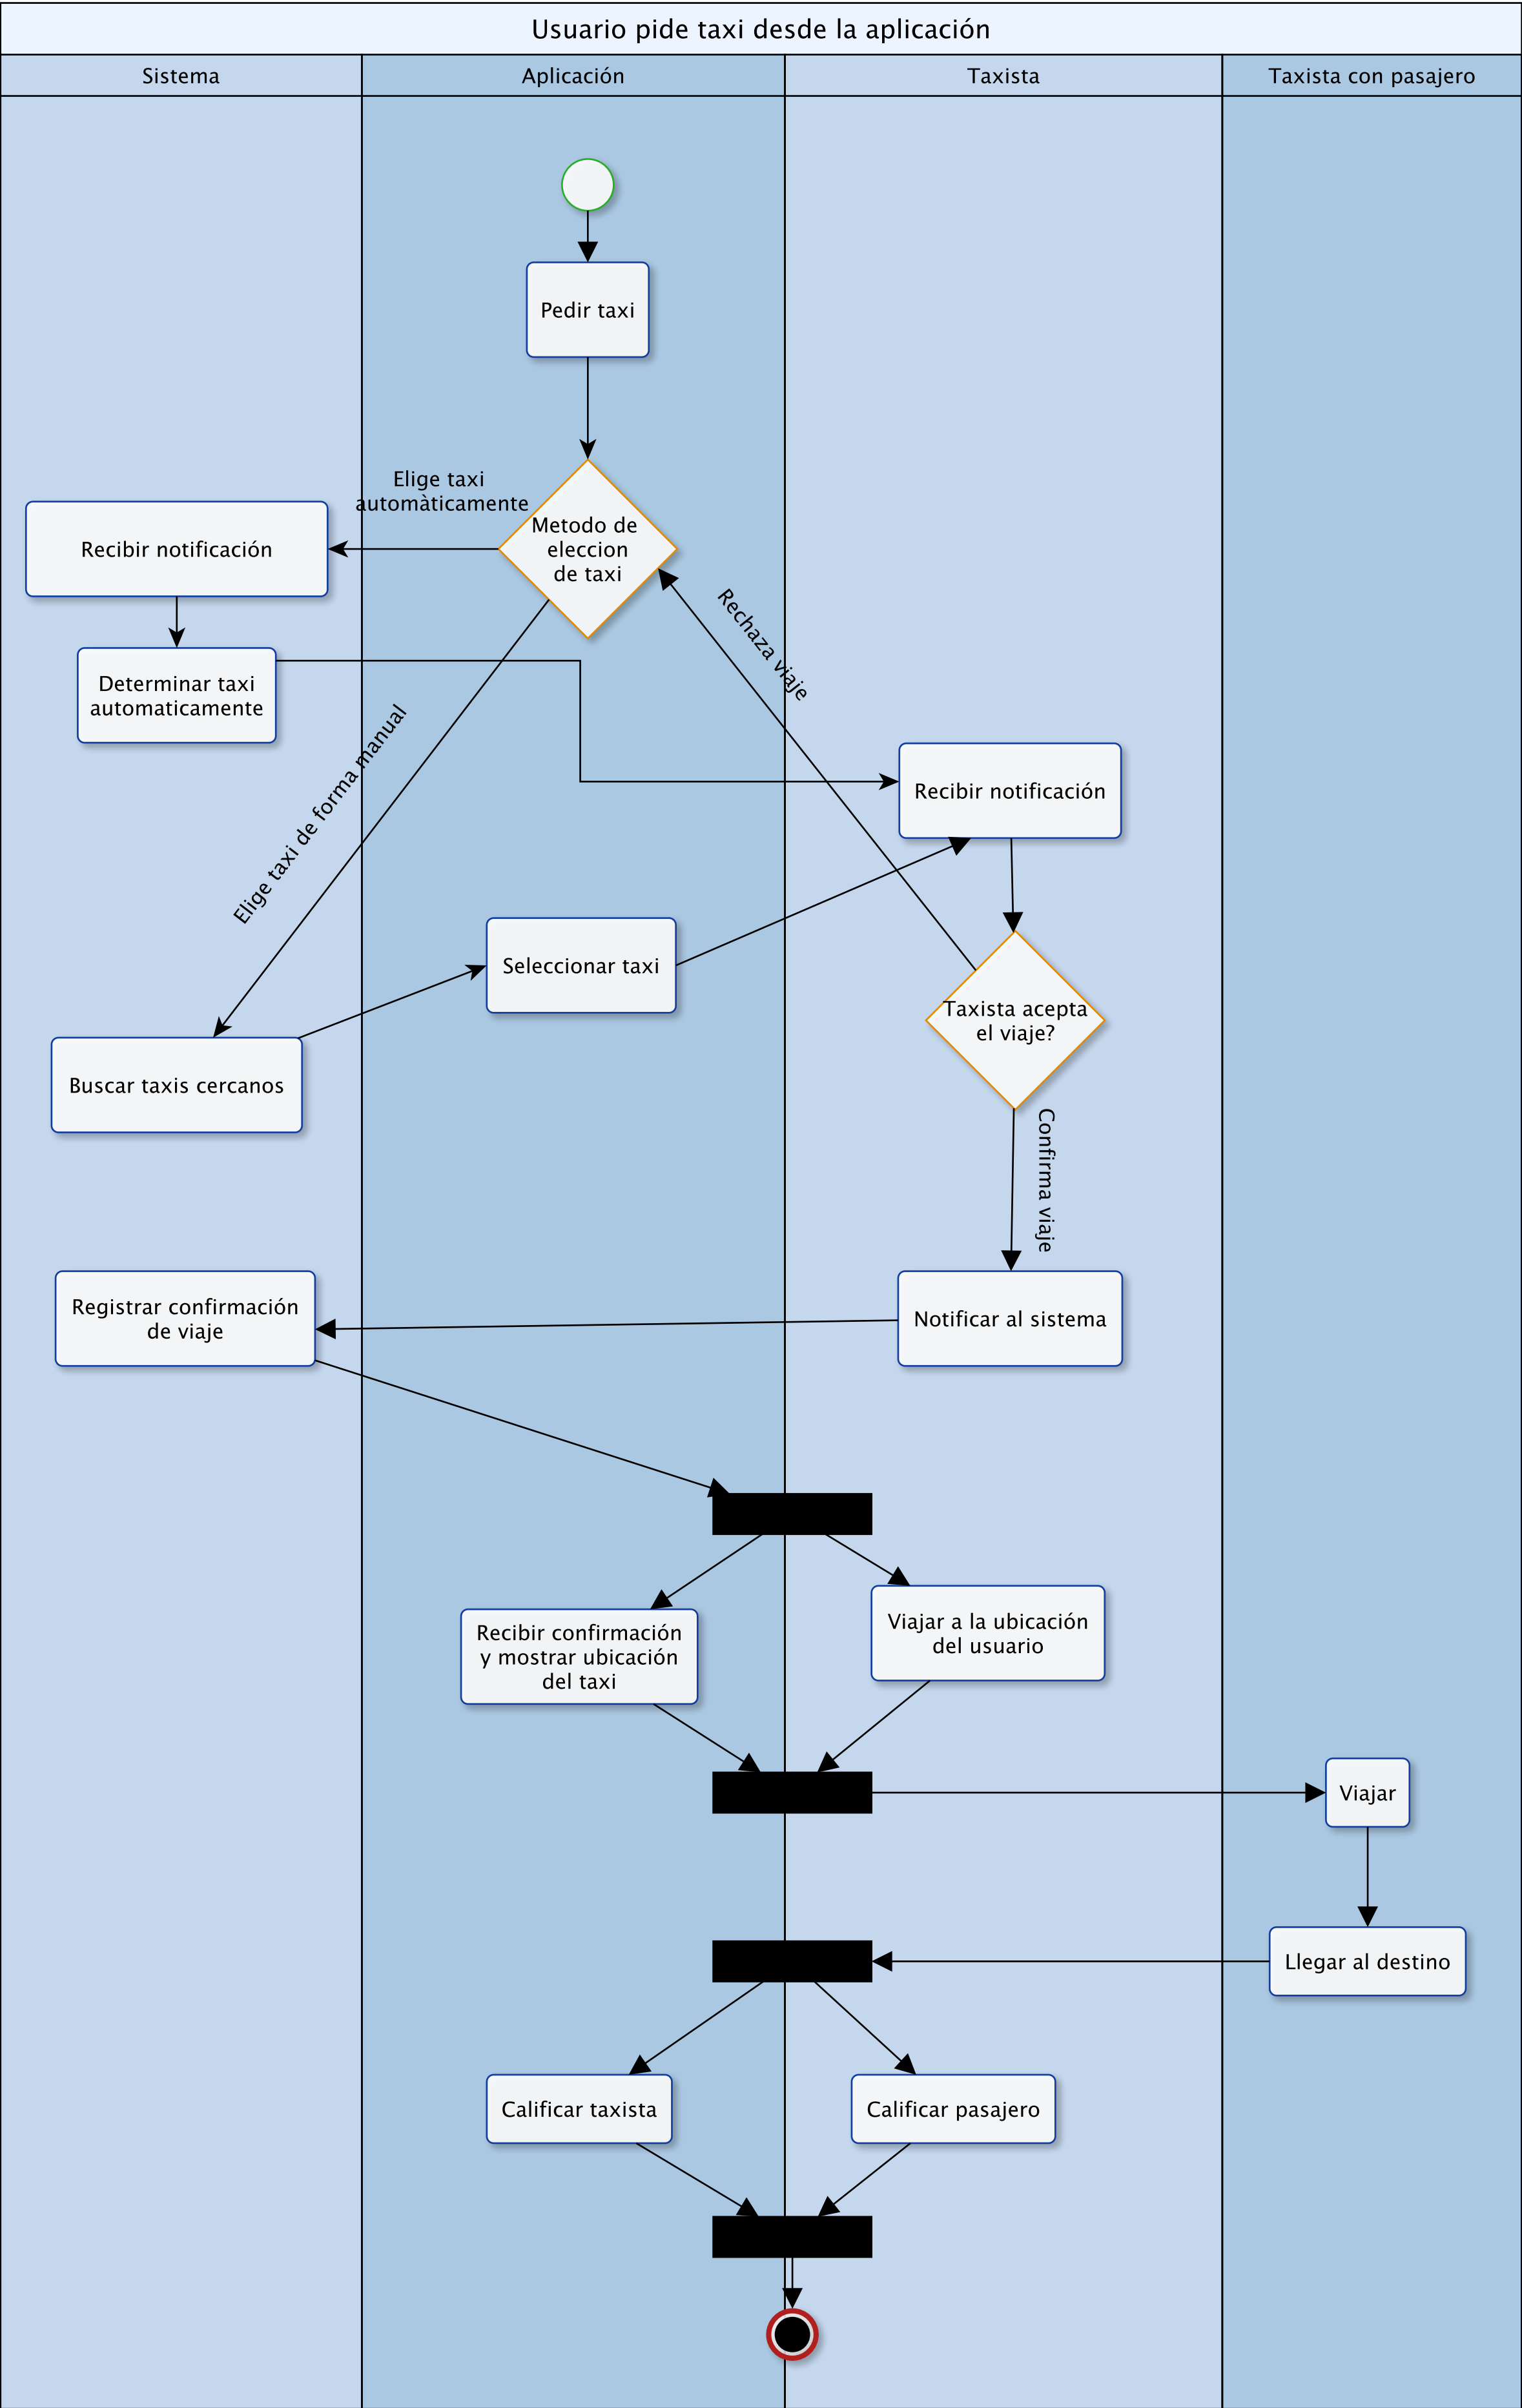 Usuario pide taxi desde la aplicación
Sistema
Aplicación
Taxista
Taxista con pasajero
Pedir taxi
Elige taxi
automàticamente
Metodo de
eleccion
de taxi
Recibir notificación
Rechaza viaje
Determinar taxi
automaticamente
Elige taxi de forma manual
Recibir notificación
Seleccionar taxi
Taxista acepta
el viaje?
Buscar taxis cercanos
Confirma viaje
Registrar confirmación
de viaje
Notificar al sistema
Recibir confirmación
y mostrar ubicación
del taxi
Viajar a la ubicación
del usuario
Viajar
Llegar al destino
Calificar taxista
Calificar pasajero